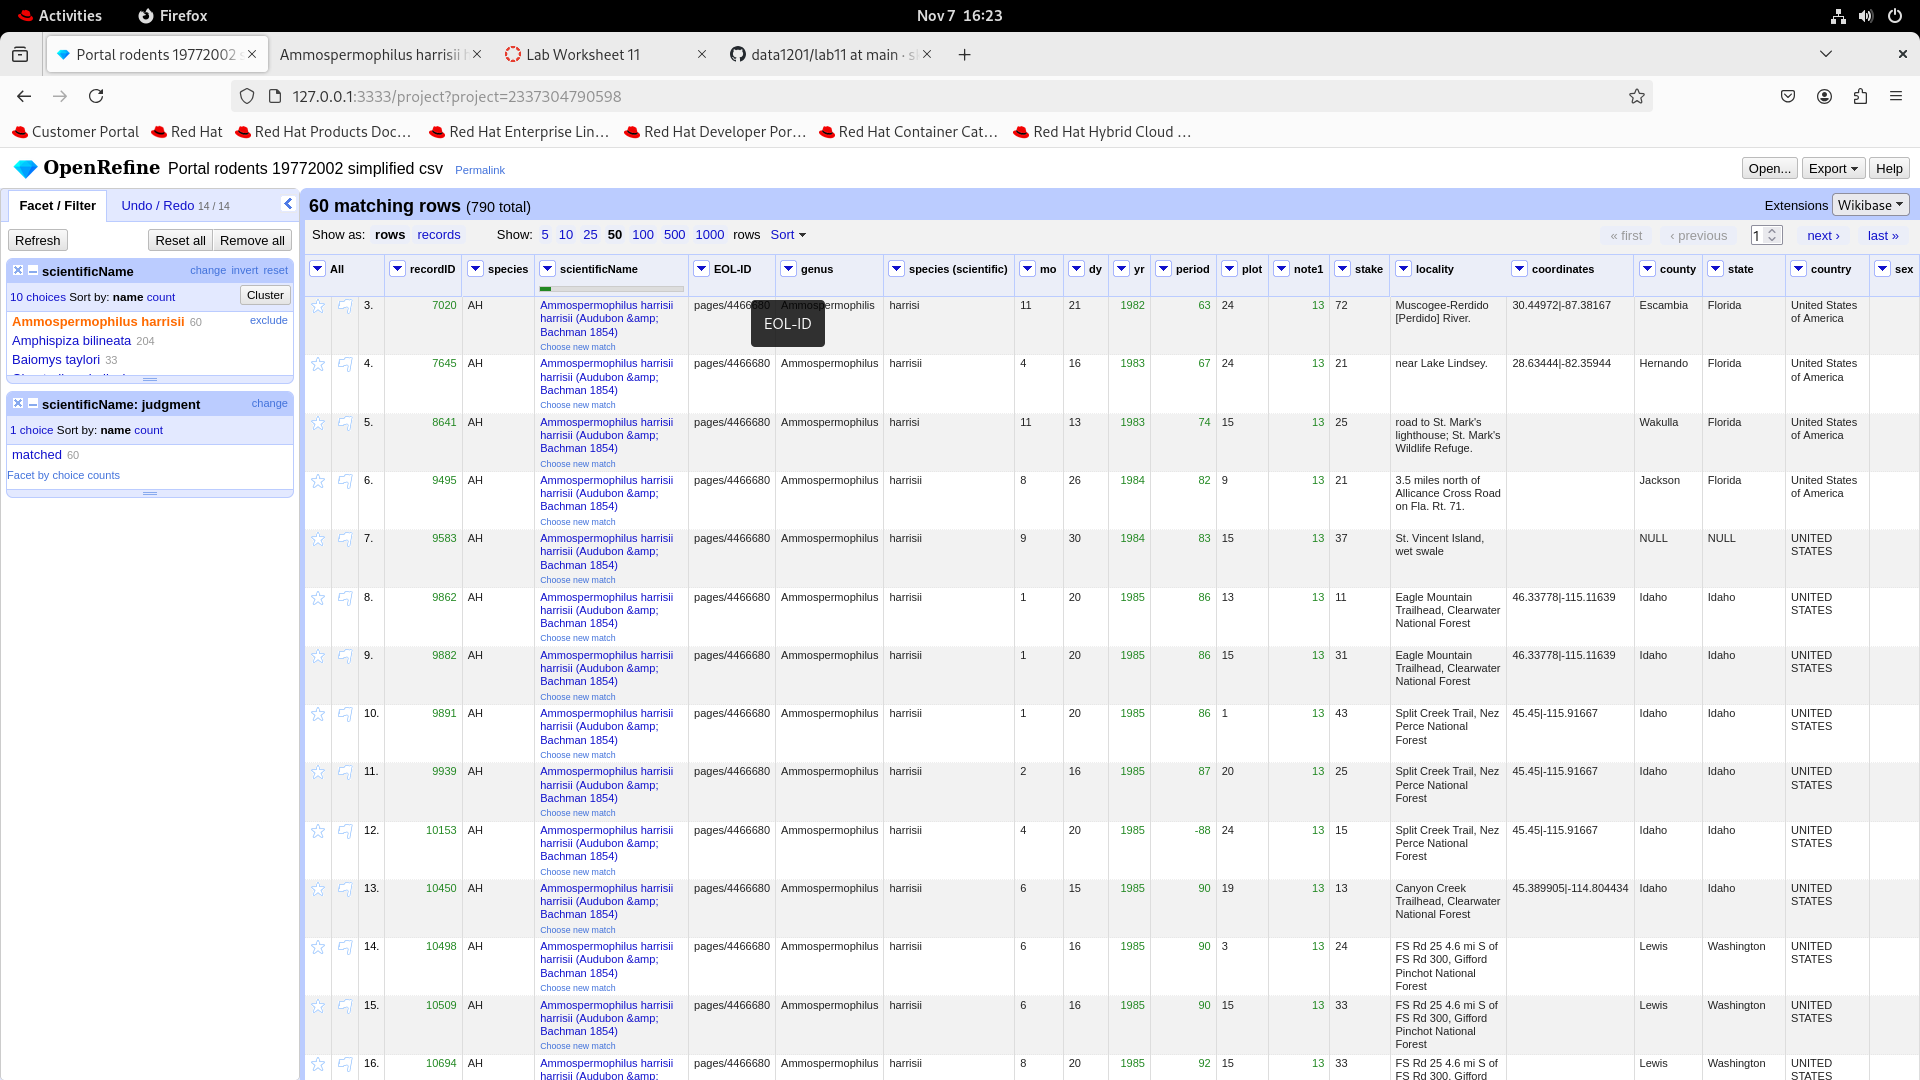 Activities Firefox Nov 7 16:23
Portal rodents 19772002 Ammospermophilus harrisii Lab Worksheet 11 data1201/lab11 at main · s
127.0.0.1:3333/project?project=2337304790598
Customer Portal Red Hat Red Hat Products Doc… Red Hat Enterprise Lin… Red Hat Developer Por… Red Hat Container Cat… Red Hat Hybrid Cloud …
OpenRefine Portal rodents 19772002 simplified csv Permalink Open... Export Help
Facet / Filter Undo / Redo 14 / 14
Refresh Reset all Remove all
scientificName change invert reset
10 choices Sort by: name count Cluster
Ammospermophilus harrisii 60 exclude
Amphispiza bilineata 204
Baiomys taylori 33
scientificName: judgment change
1 choice Sort by: name count
matched 60
Facet by choice counts
60 matching rows (790 total) Extensions Wikibase
Show as: rows records Show: 5 10 25 50 100 500 1000 rows Sort « first ‹ previous 1 next › last »
All recordID species scientificName EOL-ID genus species (scientific) mo dy yr period plot note1 stake locality coordinates county state country sex
EOL-ID
3. 7020 AH Ammospermophilus harrisii pages/4466680 Ammospermophilis harrisi 11 21 1982 63 24 13 72 Muscogee-Rerdido 30.44972|-87.38167 Escambia Florida United States
harrisii (Audubon &amp; [Perdido] River. of America
Bachman 1854)
Choose new match
4. 7645 AH Ammospermophilus harrisii pages/4466680 Ammospermophilus harrisii 4 16 1983 67 24 13 21 near Lake Lindsey. 28.63444|-82.35944 Hernando Florida United States
harrisii (Audubon &amp; of America
Bachman 1854)
Choose new match
5. 8641 AH Ammospermophilus harrisii pages/4466680 Ammospermophilus harrisi 11 13 1983 74 15 13 25 road to St. Mark's Wakulla Florida United States
harrisii (Audubon &amp; lighthouse; St. Mark's of America
Bachman 1854) Wildlife Refuge.
Choose new match
6. 9495 AH Ammospermophilus harrisii pages/4466680 Ammospermophilus harrisii 8 26 1984 82 9 13 21 3.5 miles north of Jackson Florida United States
harrisii (Audubon &amp; Allicance Cross Road of America
Bachman 1854) on Fla. Rt. 71.
Choose new match
7. 9583 AH Ammospermophilus harrisii pages/4466680 Ammospermophilus harrisii 9 30 1984 83 15 13 37 St. Vincent Island, NULL NULL UNITED
harrisii (Audubon &amp; wet swale STATES
Bachman 1854)
Choose new match
8. 9862 AH Ammospermophilus harrisii pages/4466680 Ammospermophilus harrisii 1 20 1985 86 13 13 11 Eagle Mountain 46.33778|-115.11639 Idaho Idaho UNITED
harrisii (Audubon &amp; Trailhead, Clearwater STATES
Bachman 1854) National Forest
Choose new match
9. 9882 AH Ammospermophilus harrisii pages/4466680 Ammospermophilus harrisii 1 20 1985 86 15 13 31 Eagle Mountain 46.33778|-115.11639 Idaho Idaho UNITED
harrisii (Audubon &amp; Trailhead, Clearwater STATES
Bachman 1854) National Forest
Choose new match
10. 9891 AH Ammospermophilus harrisii pages/4466680 Ammospermophilus harrisii 1 20 1985 86 1 13 43 Split Creek Trail, Nez 45.45|-115.91667 Idaho Idaho UNITED
harrisii (Audubon &amp; Perce National STATES
Bachman 1854) Forest
Choose new match
11. 9939 AH Ammospermophilus harrisii pages/4466680 Ammospermophilus harrisii 2 16 1985 87 20 13 25 Split Creek Trail, Nez 45.45|-115.91667 Idaho Idaho UNITED
harrisii (Audubon &amp; Perce National STATES
Bachman 1854) Forest
Choose new match
12. 10153 AH Ammospermophilus harrisii pages/4466680 Ammospermophilus harrisii 4 20 1985 -88 24 13 15 Split Creek Trail, Nez 45.45|-115.91667 Idaho Idaho UNITED
harrisii (Audubon &amp; Perce National STATES
Bachman 1854) Forest
Choose new match
13. 10450 AH Ammospermophilus harrisii pages/4466680 Ammospermophilus harrisii 6 15 1985 90 19 13 13 Canyon Creek 45.389905|-114.804434 Idaho Idaho UNITED
harrisii (Audubon &amp; Trailhead, Clearwater STATES
Bachman 1854) National Forest
Choose new match
14. 10498 AH Ammospermophilus harrisii pages/4466680 Ammospermophilus harrisii 6 16 1985 90 3 13 24 FS Rd 25 4.6 mi S of Lewis Washington UNITED
harrisii (Audubon &amp; FS Rd 300, Gifford STATES
Bachman 1854) Pinchot National
Choose new match Forest
15. 10509 AH Ammospermophilus harrisii pages/4466680 Ammospermophilus harrisii 6 16 1985 90 15 13 33 FS Rd 25 4.6 mi S of Lewis Washington UNITED
harrisii (Audubon &amp; FS Rd 300, Gifford STATES
Bachman 1854) Pinchot National
Choose new match Forest
16. 10694 AH Ammospermophilus harrisii pages/4466680 Ammospermophilus harrisii 8 20 1985 92 15 13 33 FS Rd 25 4.6 mi S of Lewis Washington UNITED
harrisii (Audubon &amp; FS Rd 300, Gifford STATES